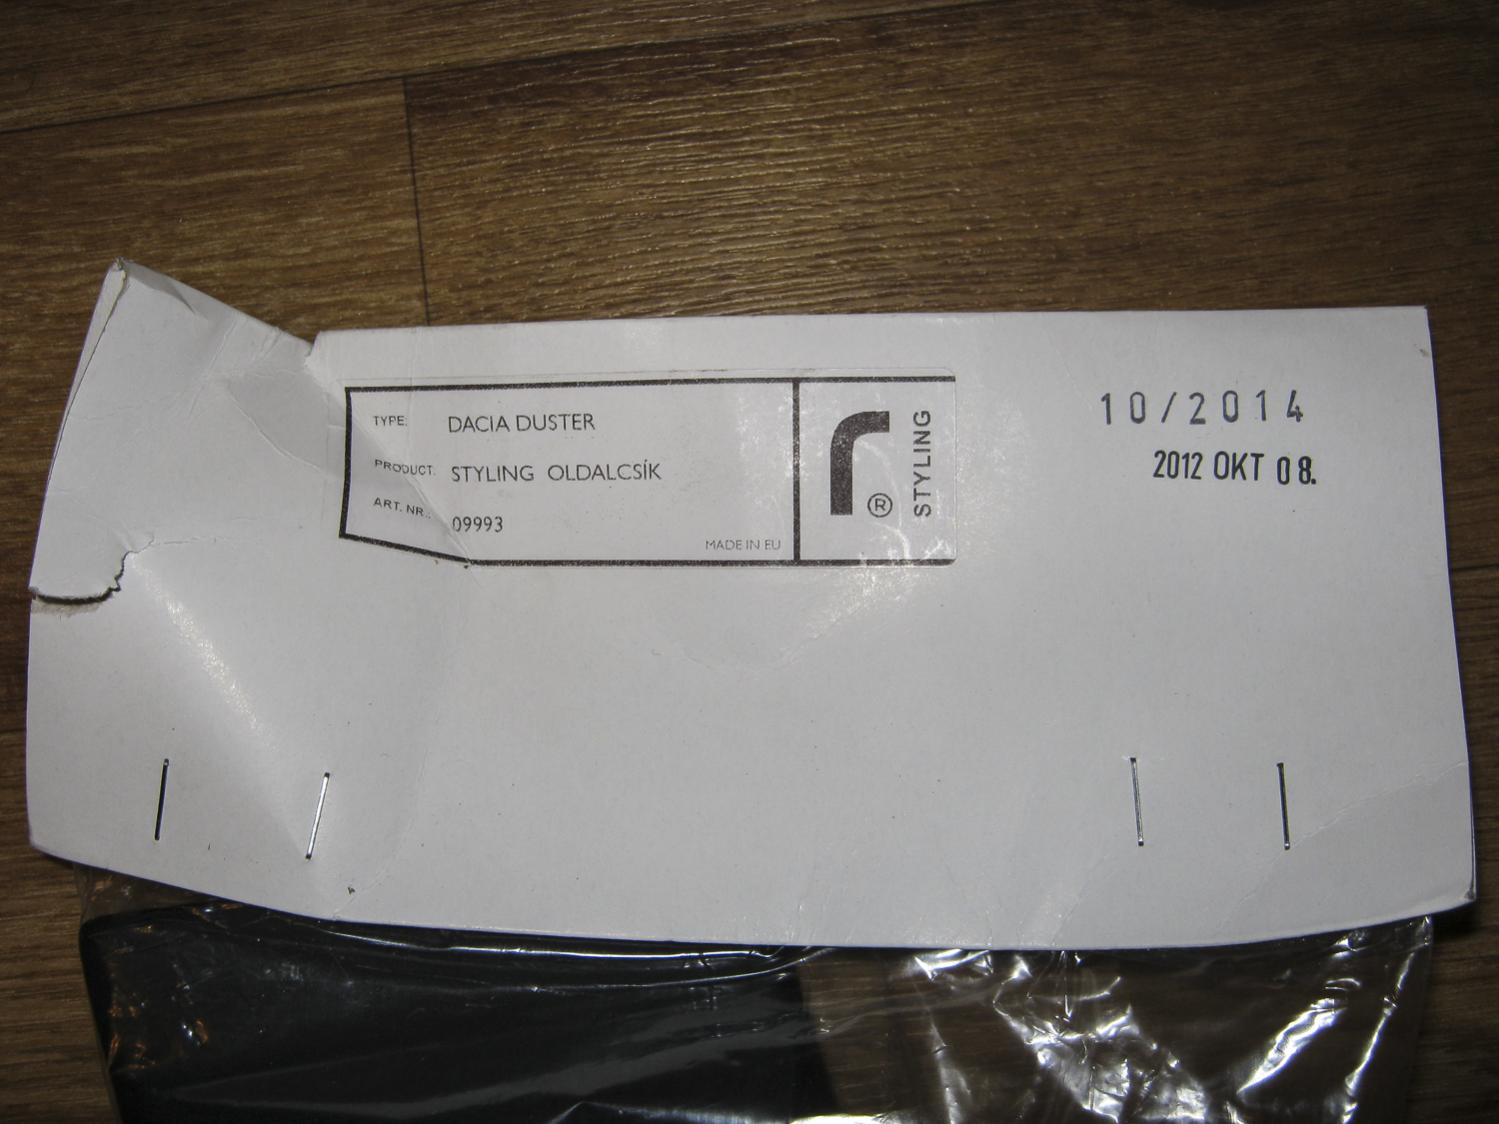 TYPE: DACIA DUSTER
PRODUCT: STYLING OLDALCSÍK
ART. NR.: 09993
MADE IN EU
r ®
STYLING
10/2014
2012 OKT 08.